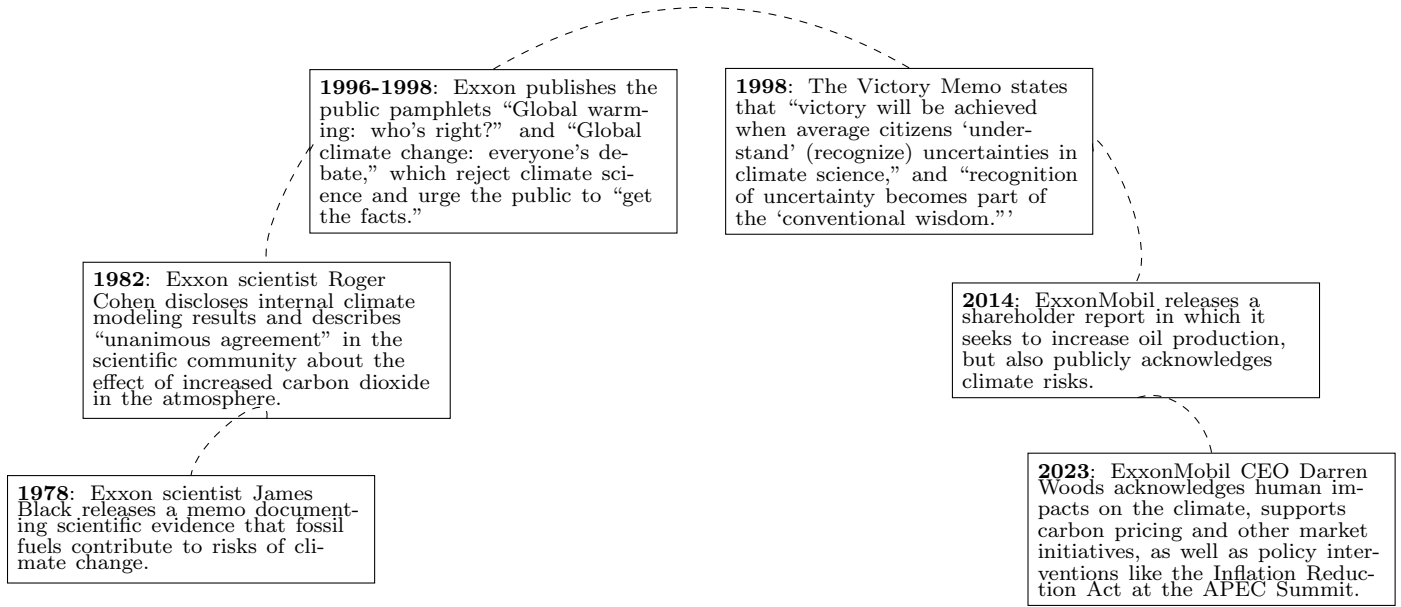 1996-1998: Exxon publishes the
public pamphlets “Global warm-
ing: who’s right?” and “Global
climate change: everyone’s de-
bate,” which reject climate sci-
ence and urge the public to “get
the facts.”
1998: The Victory Memo states
that “victory will be achieved
when average citizens ‘under-
stand’ (recognize) uncertainties in
climate science,” and “recognition
of uncertainty becomes part of
the ‘conventional wisdom.”’
1982: Exxon scientist Roger
Cohen discloses internal climate
modeling results and describes
“unanimous agreement” in the
scientific community about the
effect of increased carbon dioxide
in the atmosphere.
2014: ExxonMobil releases a
shareholder report in which it
seeks to increase oil production,
but also publicly acknowledges
climate risks.
1978: Exxon scientist James
Black releases a memo document-
ing scientific evidence that fossil
fuels contribute to risks of cli-
mate change.
2023: ExxonMobil CEO Darren
Woods acknowledges human im-
pacts on the climate, supports
carbon pricing and other market
initiatives, as well as policy inter-
ventions like the Inflation Reduc-
tion Act at the APEC Summit.